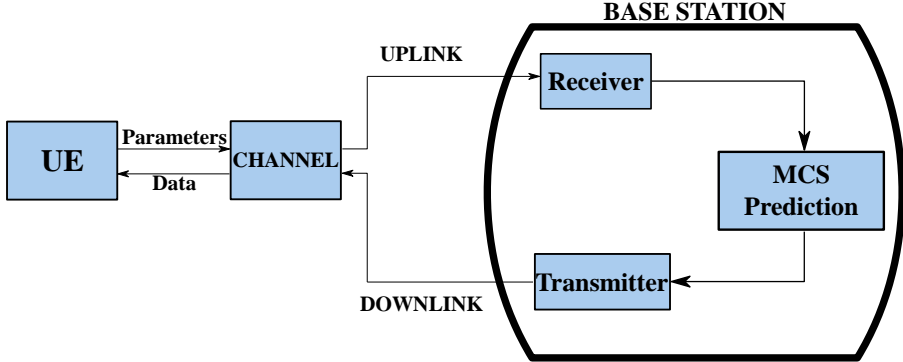 BASE STATION
UPLINK
Receiver
Parameters
UE
CHANNEL
Data
MCS
Prediction
Transmitter
DOWNLINK